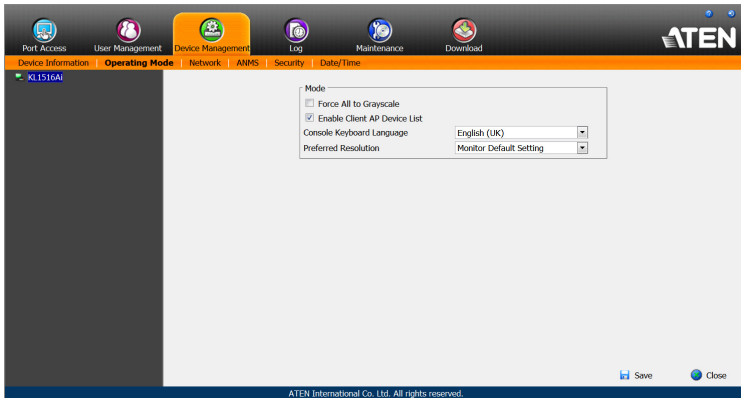 Port Access User Management Device Management Log Maintenance Download
ATEN
Device Information | Operating Mode | Network | ANMS | Security | Date/Time
KL1516Ai
Mode
Force All to Grayscale
Enable Client AP Device List
Console Keyboard Language English (UK)
Preferred Resolution Monitor Default Setting
Save Close
ATEN International Co. Ltd. All rights reserved.